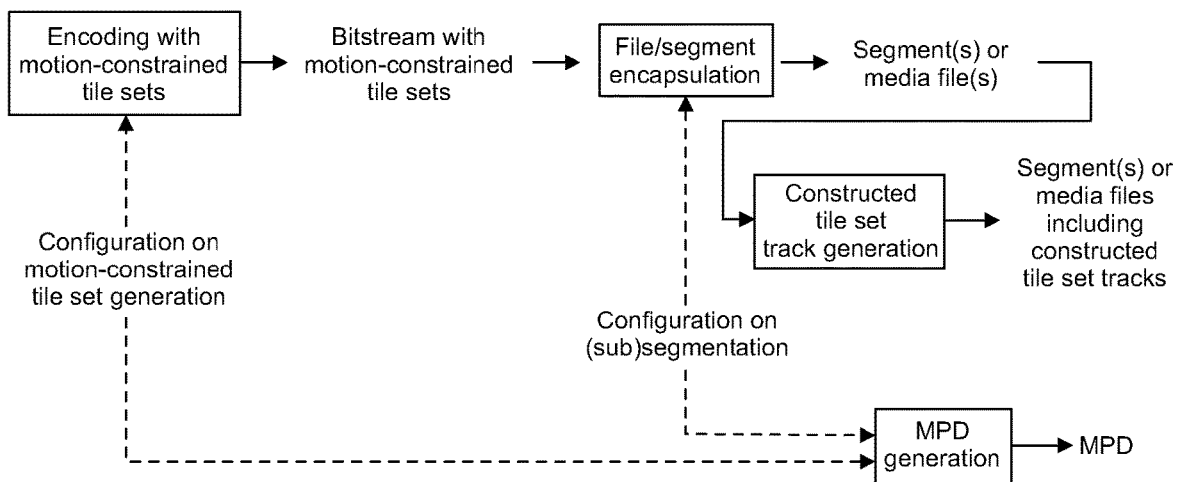 Encoding with
motion-constrained
tile sets
Bitstream with
motion-constrained
tile sets
File/segment
encapsulation
Segment(s) or
media file(s)
Constructed
tile set
track generation
Segment(s) or
media files
including
constructed
tile set tracks
Configuration on
motion-constrained
tile set generation
Configuration on
(sub)segmentation
MPD
generation
MPD